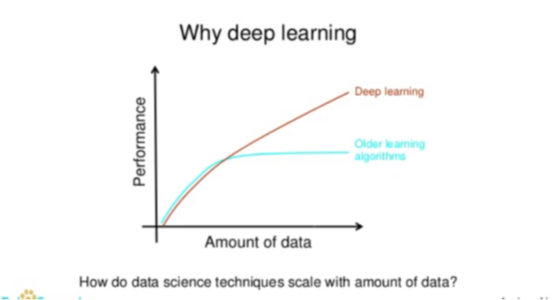 Why deep learning
Deep learning
Older learning
algorithms
Performance
Amount of data
How do data science techniques scale with amount of data?